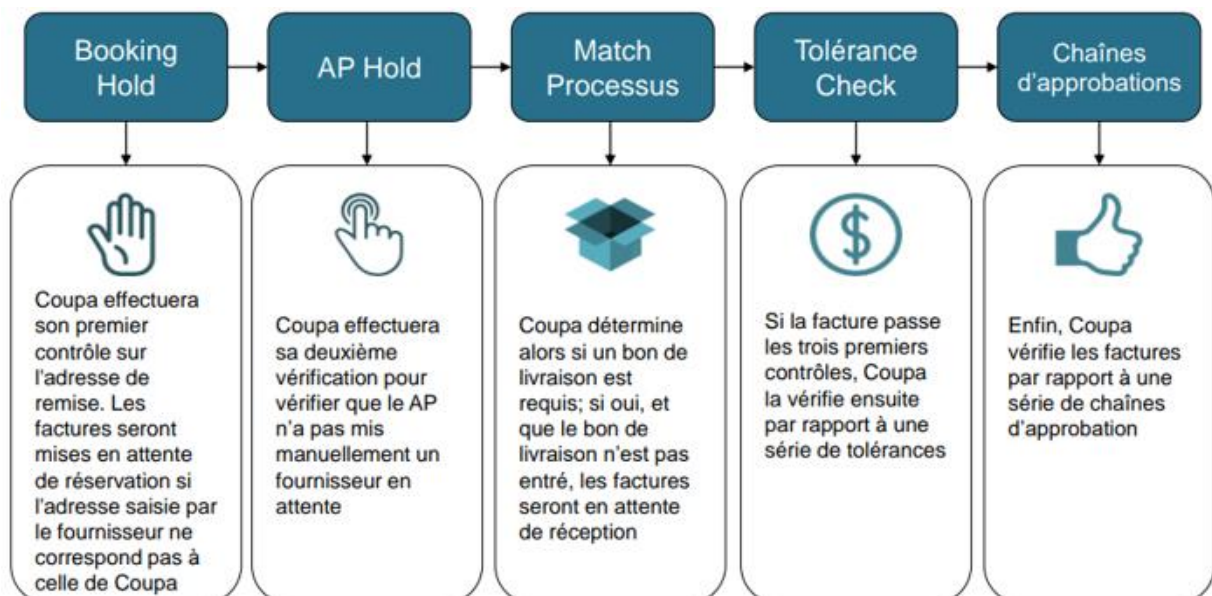 Booking
Hold
AP Hold
Match
Processus
Tolérance
Check
Chaînes
d'approbations
Coupa effectuera
son premier
contrôle sur
l'adresse de
remise. Les
factures seront
mises en attente
de réservation si
l'adresse saisie par
le fournisseur ne
correspond pas à
celle de Coupa
Coupa effectuera
sa deuxième
vérification pour
vérifier que le AP
n'a pas mis
manuellement un
fournisseur en
attente
Coupa détermine
alors si un bon de
livraison est
requis; si oui, et
que le bon de
livraison n'est pas
entré, les factures
seront en attente
de réception
Si la facture passe
les trois premiers
contrôles, Coupa
la vérifie ensuite
par rapport à une
série de tolérances
Enfin, Coupa
vérifie les factures
par rapport à une
série de chaînes
d'approbation